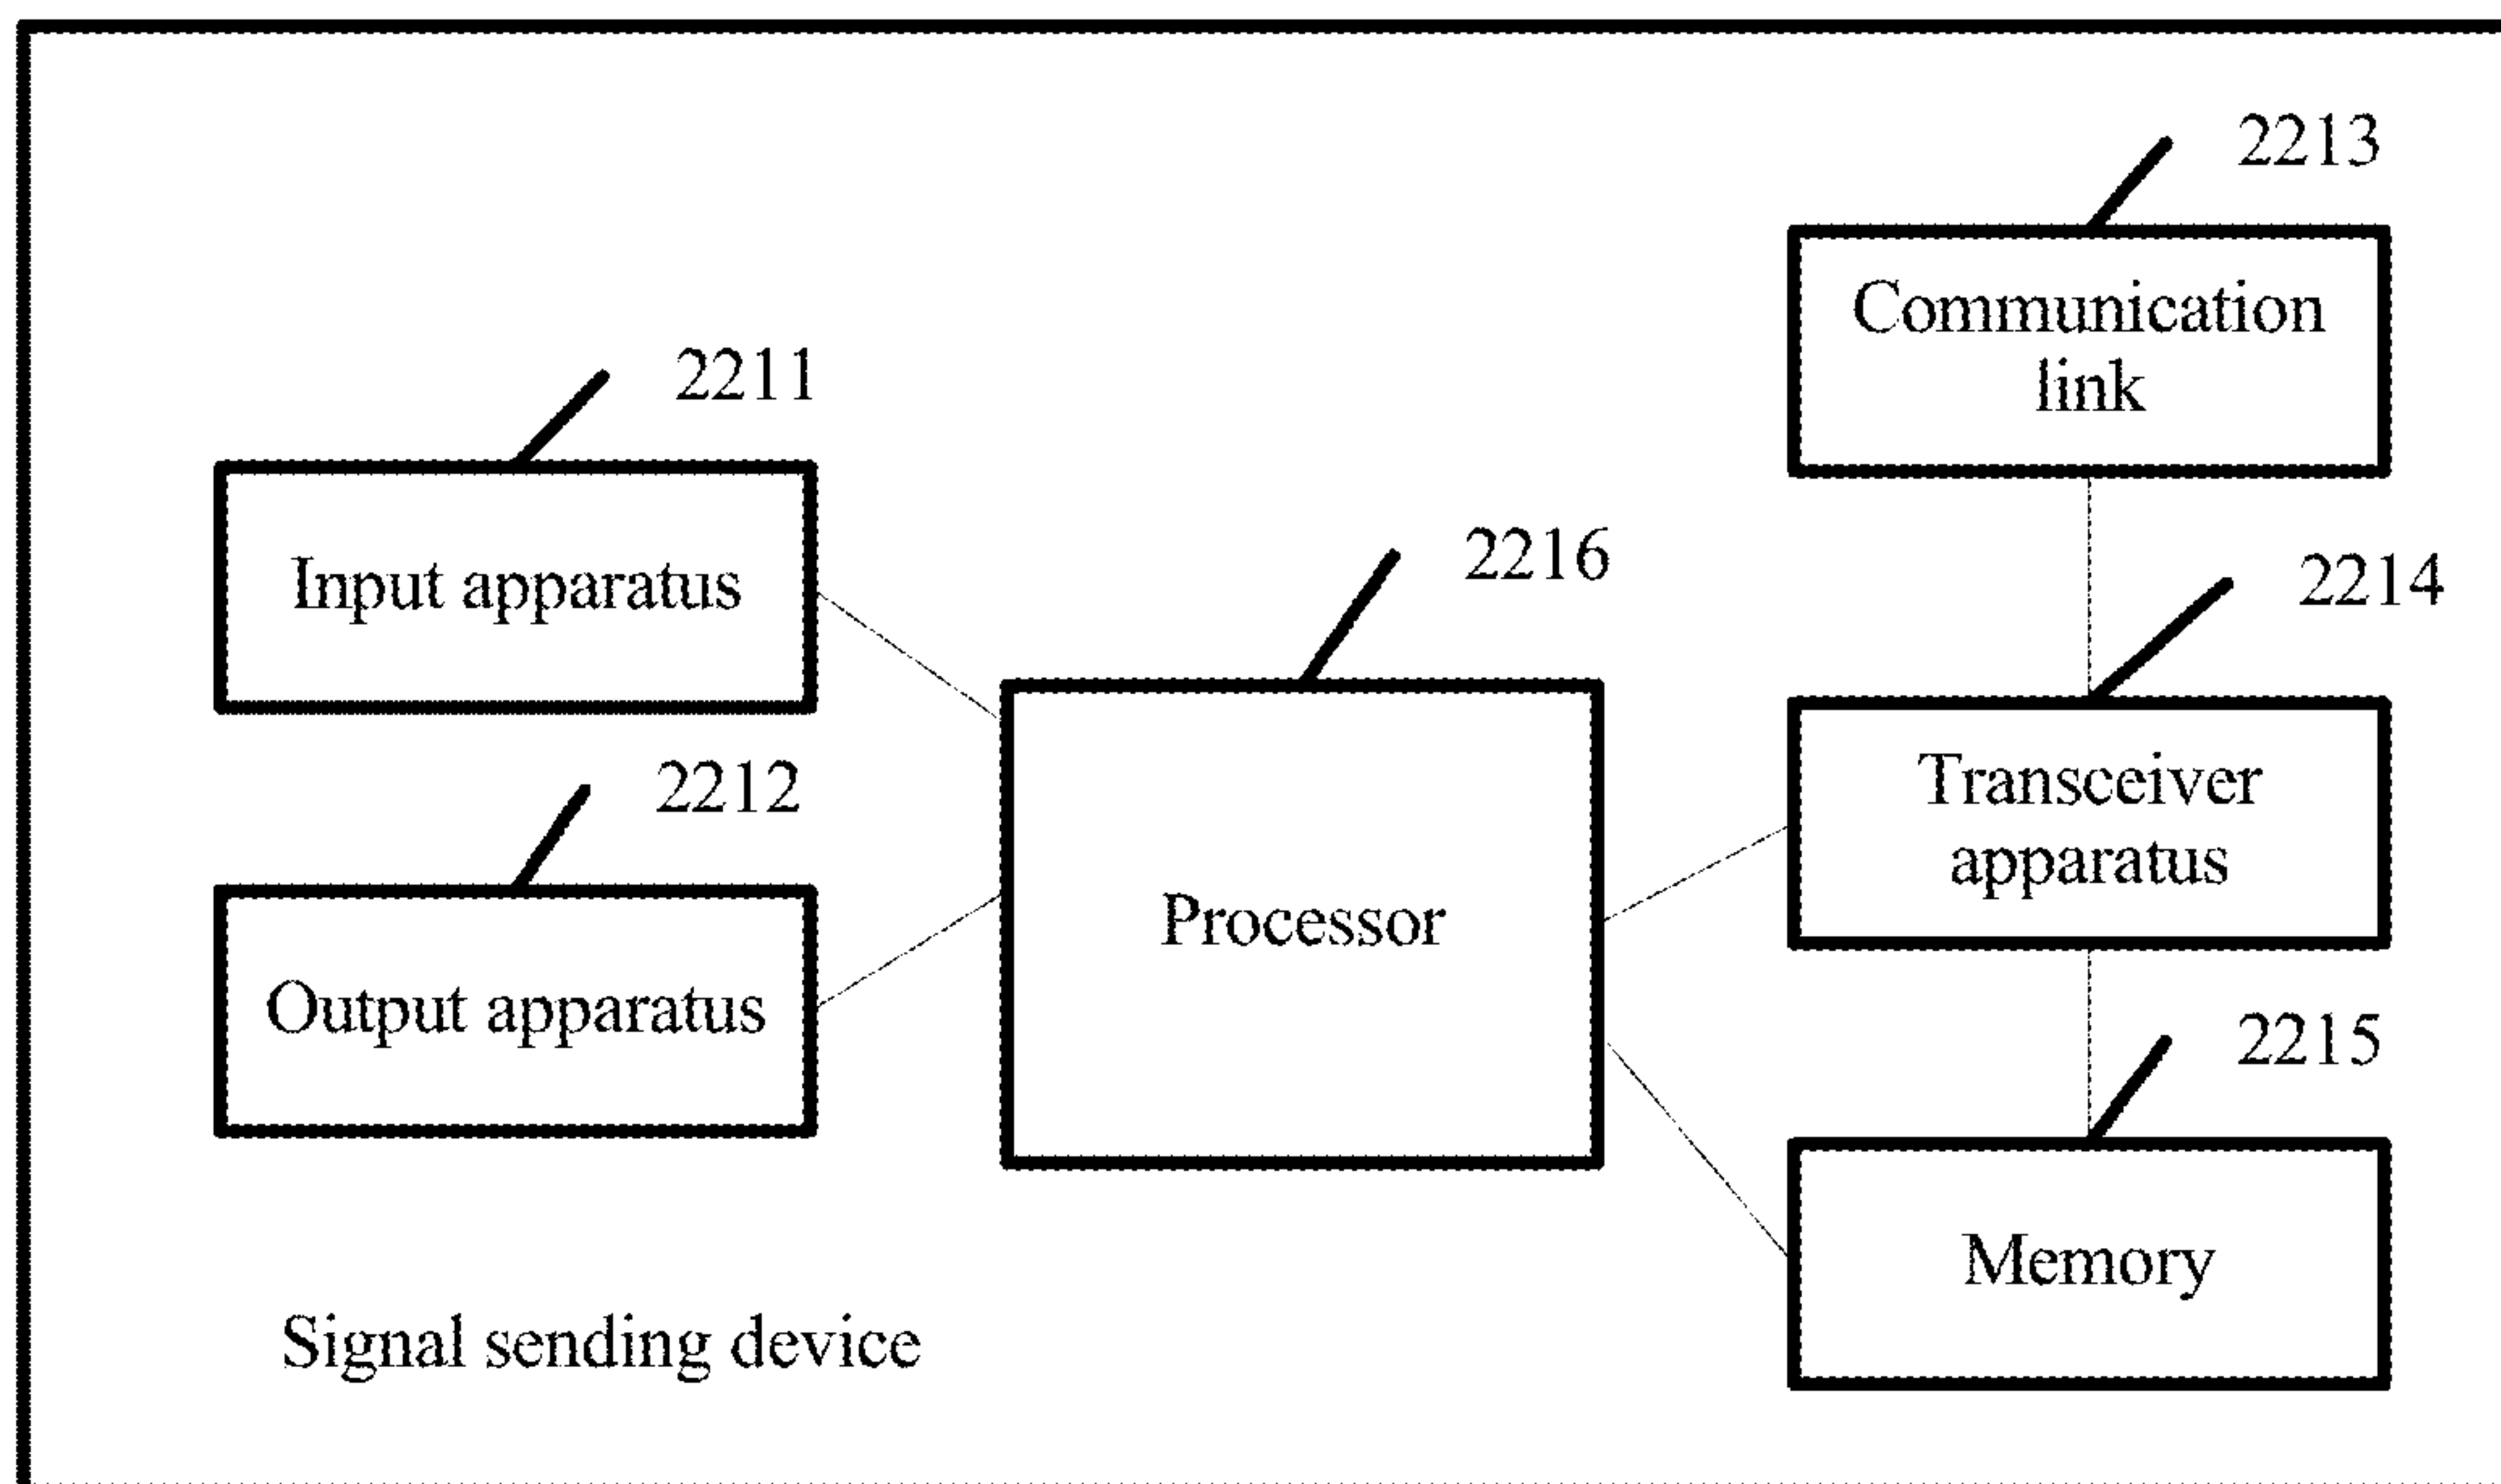 2213
Communication
link
2211
Input apparatus
2216
2214
Transceiver
apparatus
2212
Processor
Output apparatus
2215
Memory
Signal sending device